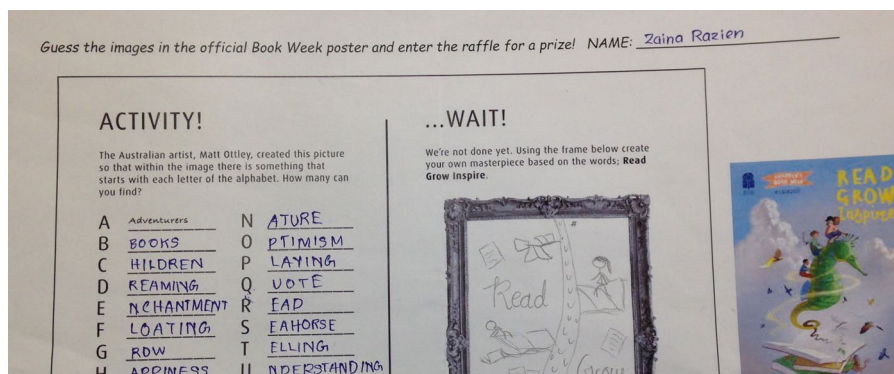 Guess the images in the official Book Week poster and enter the raffle for a prize! NAME: Zaina Razien
ACTIVITY!
The Australian artist, Matt Ottley, created this picture
so that within the image there is something that
starts with each letter of the alphabet. How many can
you find?
A Adventurers
B BOOKS
C HILDREN
D REAMING
E NCHANTMENT
F LOATING
G ROW
H APPINESS
N ATURE
O PTIMISM
P LAYING
Q UOTE
R EAD
S EAHORSE
T ELLING
U NDERSTANDING
...WAIT!
We're not done yet. Using the frame below create
your own masterpiece based on the words; Read
Grow Inspire.
Read
Grow
READ
GROW
Inspire